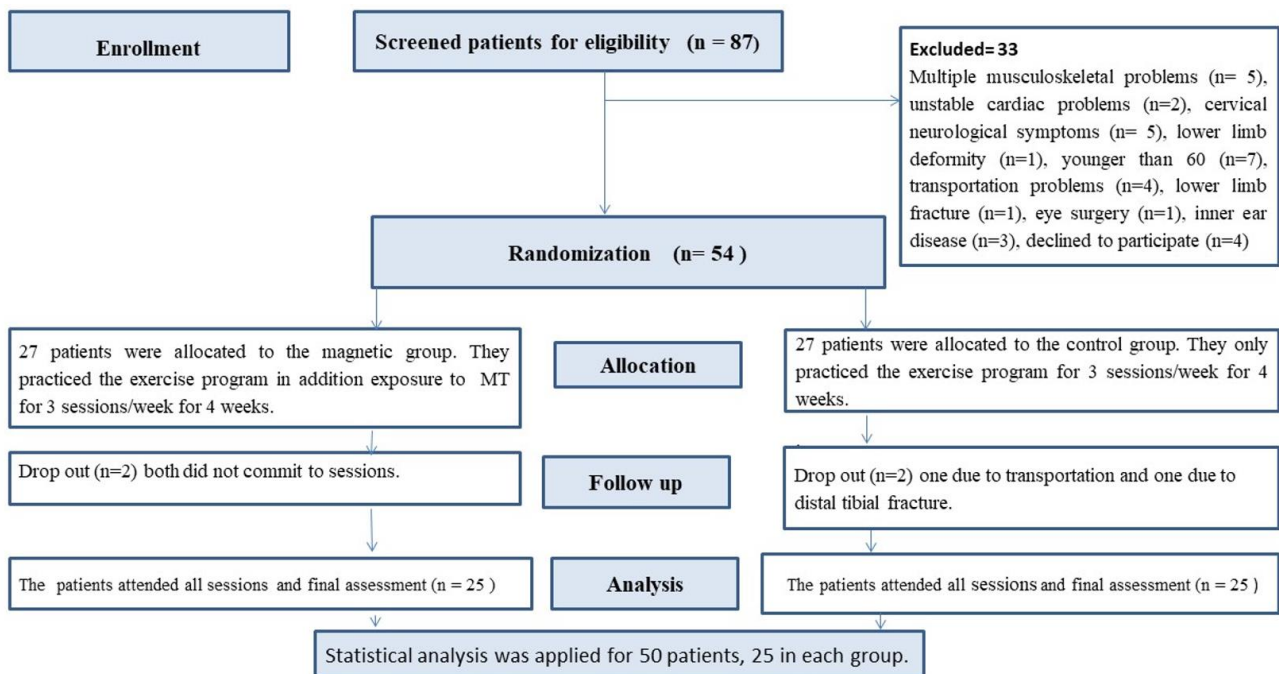 Enrollment
Screened patients for eligibility (n = 87)
Excluded= 33
Multiple musculoskeletal problems (n= 5),
unstable cardiac problems (n=2), cervical
neurological symptoms (n= 5), lower limb
deformity (n=1), younger than 60 (n=7),
transportation problems (n=4), lower limb
fracture (n=1), eye surgery (n=1), inner ear
disease (n=3), declined to participate (n=4)
Randomization (n= 54 )
27 patients were allocated to the magnetic group. They
practiced the exercise program in addition exposure to MT
for 3 sessions/week for 4 weeks.
Allocation
27 patients were allocated to the control group. They only
practiced the exercise program for 3 sessions/week for 4
weeks.
.
Drop out (n=2) both did not commit to sessions.
Follow up
Drop out (n=2) one due to transportation and one due to
distal tibial fracture.
The patients attended all sessions and final assessment (n = 25 )
Analysis
The patients attended all sessions and final assessment (n = 25 )
Statistical analysis was applied for 50 patients, 25 in each group.